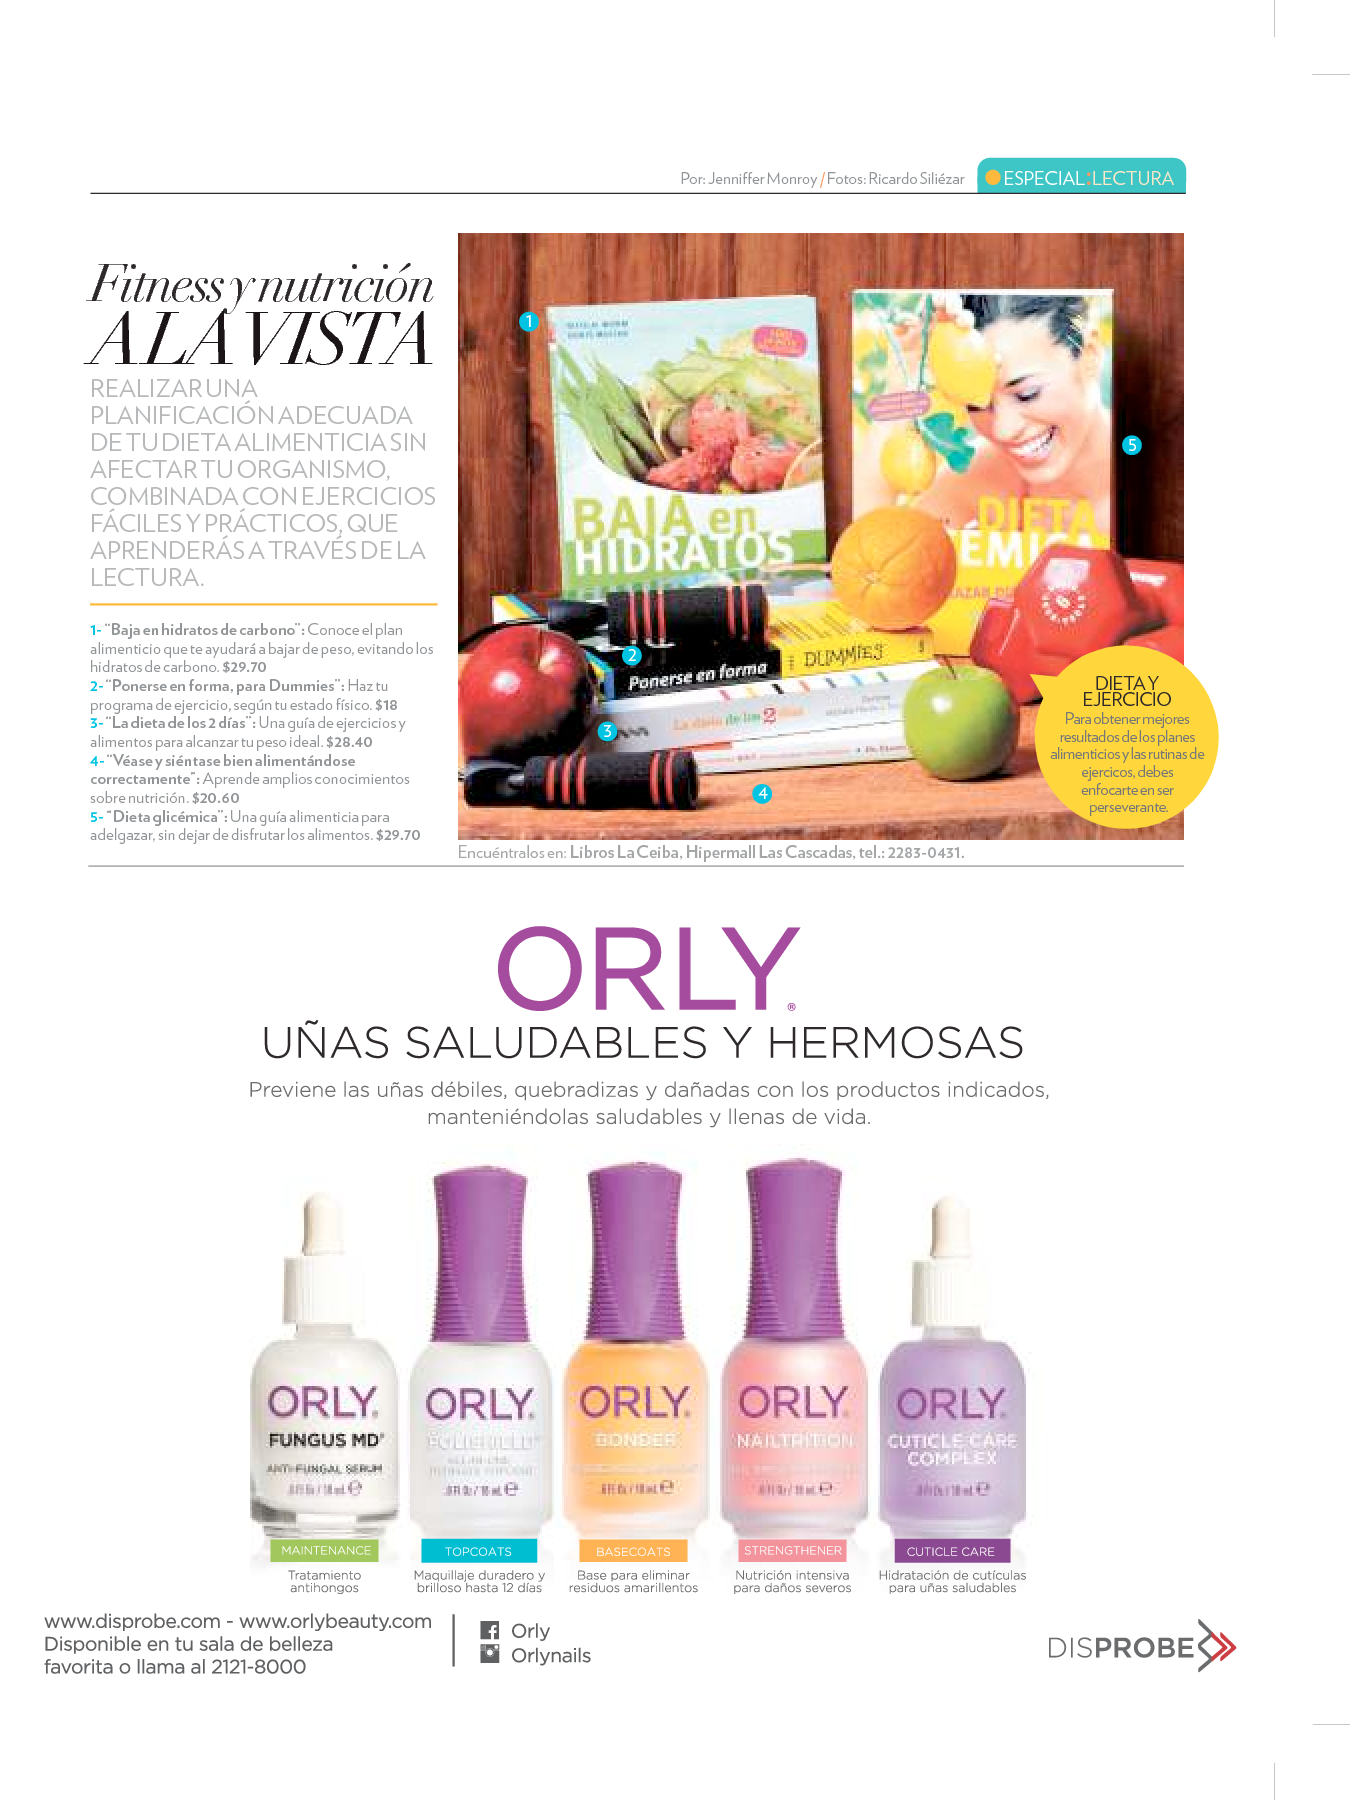 Por: Jenniffer Monroy / Fotos: Ricardo Siliézar
ESPECIAL:LECTURA
Fitness y nutrición
A LA VISTA
REALIZAR UNA
PLANIFICACIÓN ADECUADA
DE TU DIETA ALIMENTICIA SIN
AFECTAR TU ORGANISMO,
COMBINADA CON EJERCICIOS
FÁCILES Y PRÁCTICOS, QUE
APRENDERÁS A TRAVÉS DE LA
LECTURA.
1- “Baja en hidratos de carbono”: Conoce el plan
alimenticio que te ayudará a bajar de peso, evitando los
hidratos de carbono. $29.70
2- “Ponerse en forma, para Dummies”: Haz tu
programa de ejercicio, según tu estado físico. $18
3- “La dieta de los 2 días”: Una guía de ejercicios y
alimentos para alcanzar tu peso ideal. $28.40
4- “Véase y siéntase bien alimentándose
correctamente”: Aprende amplios conocimientos
sobre nutrición. $20.60
5- “Dieta glicémica”: Una guía alimenticia para
adelgazar, sin dejar de disfrutar los alimentos. $29.70
1
BAJA en
HIDRATOS
5
DIETA
2
Ponerse en forma
DUMMIES
3
La dieta de los 2 días
4
DIETA Y
EJERCICIO
Para obtener mejores
resultados de los planes
alimenticios y las rutinas de
ejercicos, debes
enfocarte en ser
perseverante.
Encuéntralos en: Libros La Ceiba, Hipermall Las Cascadas, tel.: 2283-0431.
ORLY®
UÑAS SALUDABLES Y HERMOSAS
Previene las uñas débiles, quebradizas y dañadas con los productos indicados,
manteniéndolas saludables y llenas de vida.
ORLY
FUNGUS MD
ANTI-FUNGAL SERUM
MAINTENANCE
Tratamiento
antihongos
ORLY
TOPCOATS
Maquillaje duradero y
brilloso hasta 12 días
ORLY
BONDER
BASECOATS
Base para eliminar
residuos amarillentos
ORLY
NAILTRITION
STRENGTHENER
Nutrición intensiva
para daños severos
ORLY
CUTICLE CARE
COMPLEX
CUTICLE CARE
Hidratación de cutículas
para uñas saludables
www.disprobe.com - www.orlybeauty.com
Disponible en tu sala de belleza
favorita o llama al 2121-8000
Orly
Orlynails
DISPROBE